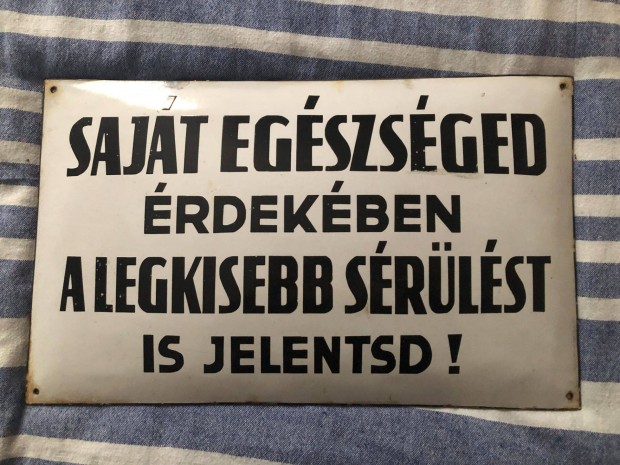 SAJÁT EGÉSZSÉGED
ÉRDEKÉBEN
A LEGKISEBB SÉRÜLÉST
IS JELENTSD !